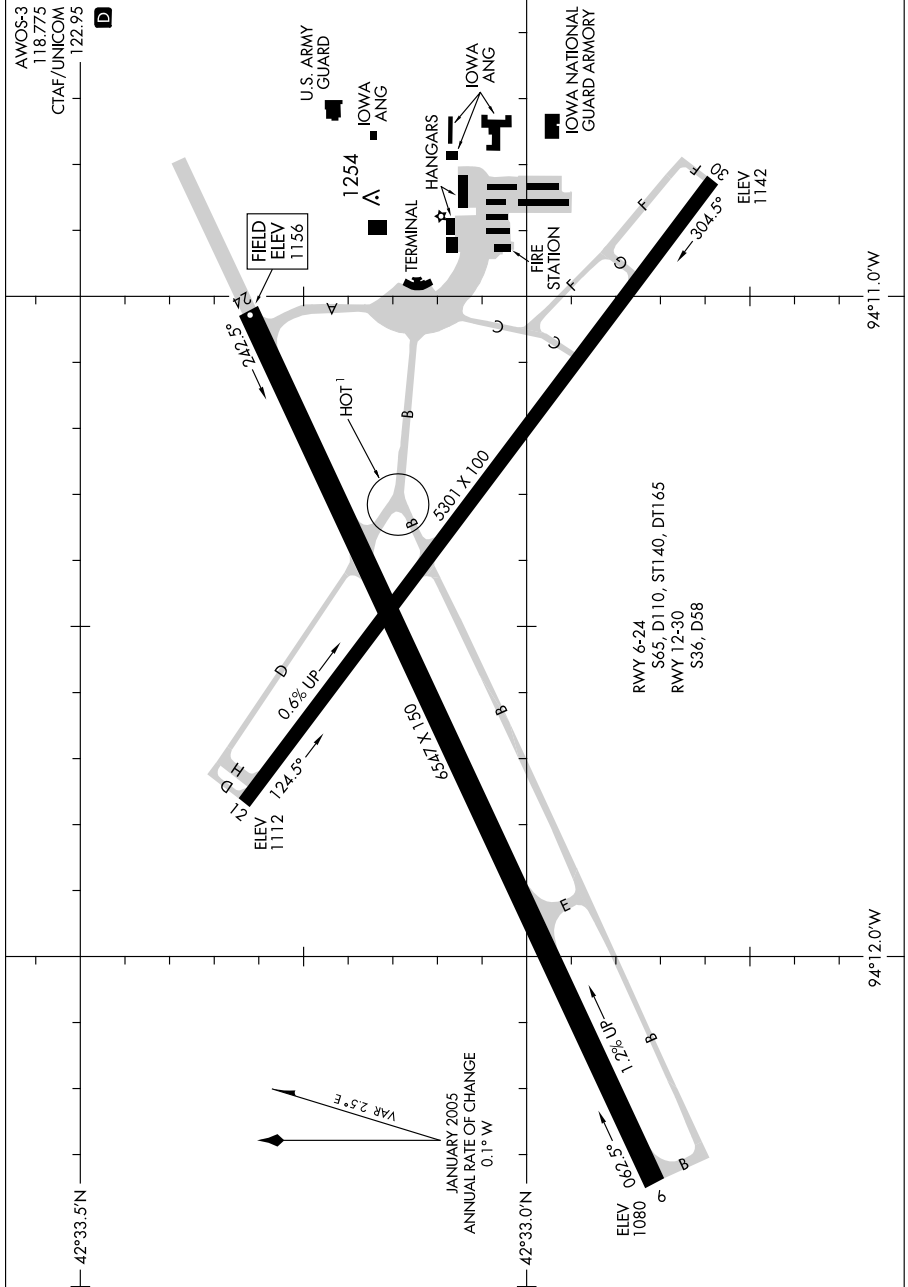 AWOS-3
118.775
CTAF/UNICOM
122.95
D
U.S. ARMY
GUARD
IOWA
ANG
IOWA
ANG
1254
HANGARS
IOWA NATIONAL
GUARD ARMORY
TERMINAL
FIELD
ELEV
1156
FIRE
STATION
ELEV
1142
30
304.5°
F
F
F
G
24
242.5°
A
C
C
94°11.0'W
HOT 1
B
B
5301 X 100
D
0.6% UP
124.5°
D
H
12
ELEV
1112
6547 X 150
B
RWY 6-24
S65, D110, ST140, DT165
RWY 12-30
S36, D58
E
94°12.0'W
1.2% UP
B
062.5°
B
6
ELEV
1080
VAR 2.5° E
JANUARY 2005
ANNUAL RATE OF CHANGE
0.1° W
42°33.5'N
42°33.0'N